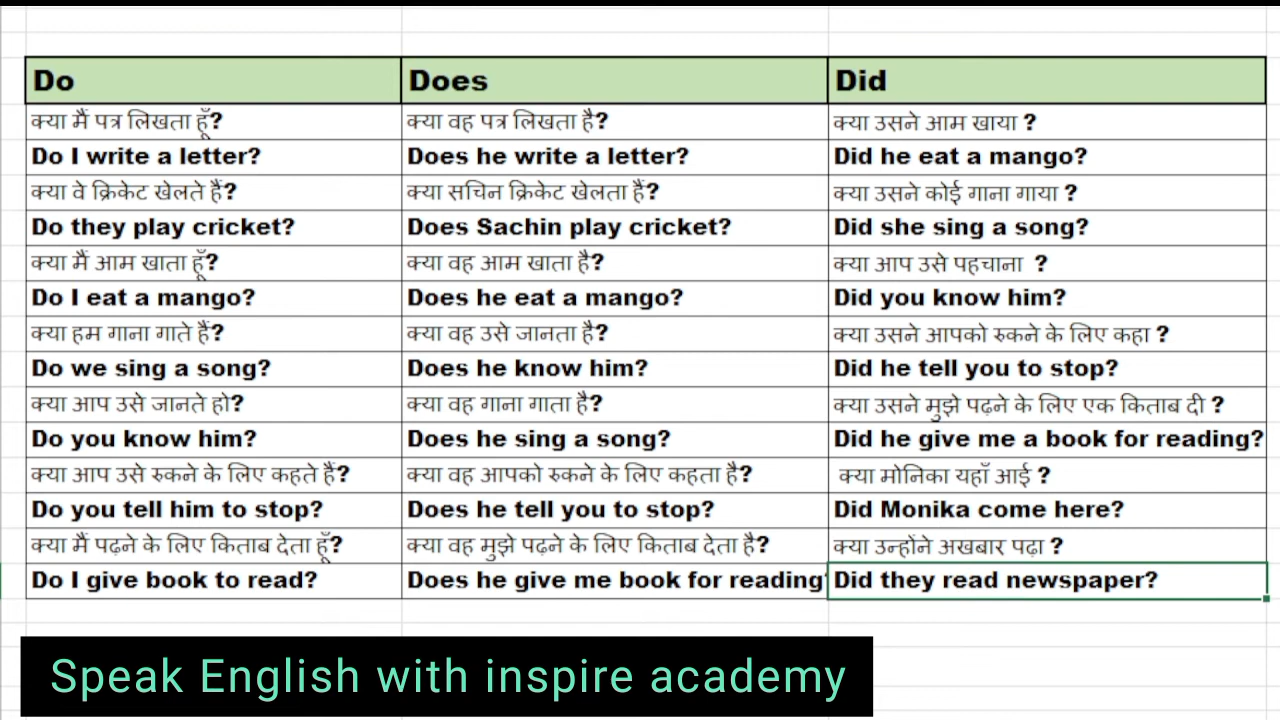 Do Does Did
क्या मैं पत्र लिखता हूँ? क्या वह पत्र लिखता है? क्या उसने आम खाया ?
Do I write a letter? Does he write a letter? Did he eat a mango?
क्या वे क्रिकेट खेलते हैं? क्या सचिन क्रिकेट खेलता हैं? क्या उसने कोई गाना गाया ?
Do they play cricket? Does Sachin play cricket? Did she sing a song?
क्या मैं आम खाता हूँ? क्या वह आम खाता है? क्या आप उसे पहचाना ?
Do I eat a mango? Does he eat a mango? Did you know him?
क्या हम गाना गाते हैं? क्या वह उसे जानता है? क्या उसने आपको रुकने के लिए कहा ?
Do we sing a song? Does he know him? Did he tell you to stop?
क्या आप उसे जानते हो? क्या वह गाना गाता है? क्या उसने मुझे पढ़ने के लिए एक किताब दी ?
Do you know him? Does he sing a song? Did he give me a book for reading?
क्या आप उसे रुकने के लिए कहते हैं? क्या वह आपको रुकने के लिए कहता है? क्या मोनिका यहाँ आई ?
Do you tell him to stop? Does he tell you to stop? Did Monika come here?
क्या मैं पढ़ने के लिए किताब देता हूँ? क्या वह मुझे पढ़ने के लिए किताब देता है? क्या उन्होंने अखबार पढ़ा ?
Do I give book to read? Does he give me book for reading Did they read newspaper?
Speak English with inspire academy